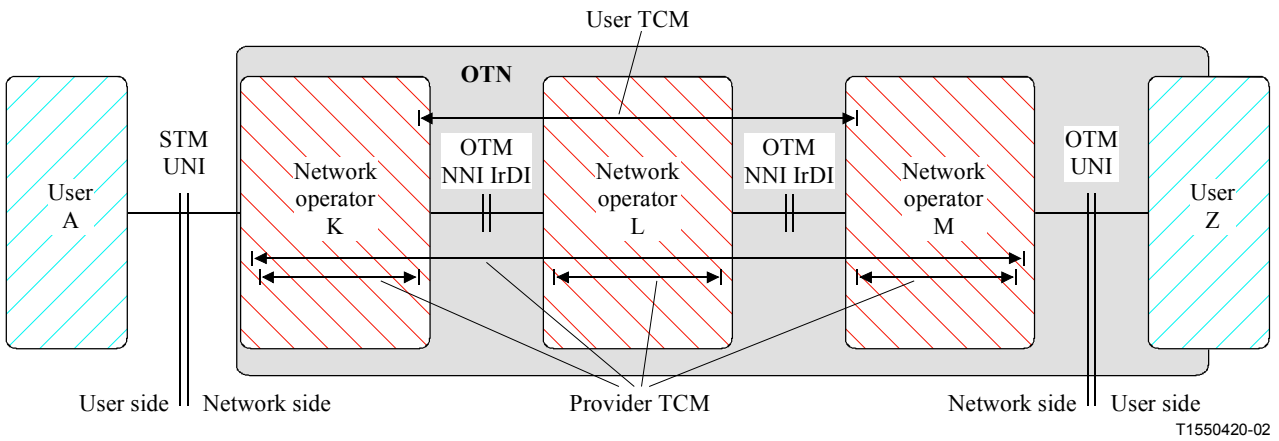 User TCM
OTN
STM
UNI
OTM
NNI IrDI
OTM
NNI IrDI
OTM
UNI
User
A
Network
operator
K
Network
operator
L
Network
operator
M
User
Z
User side
Network side
Provider TCM
Network side
User side
T1550420-02